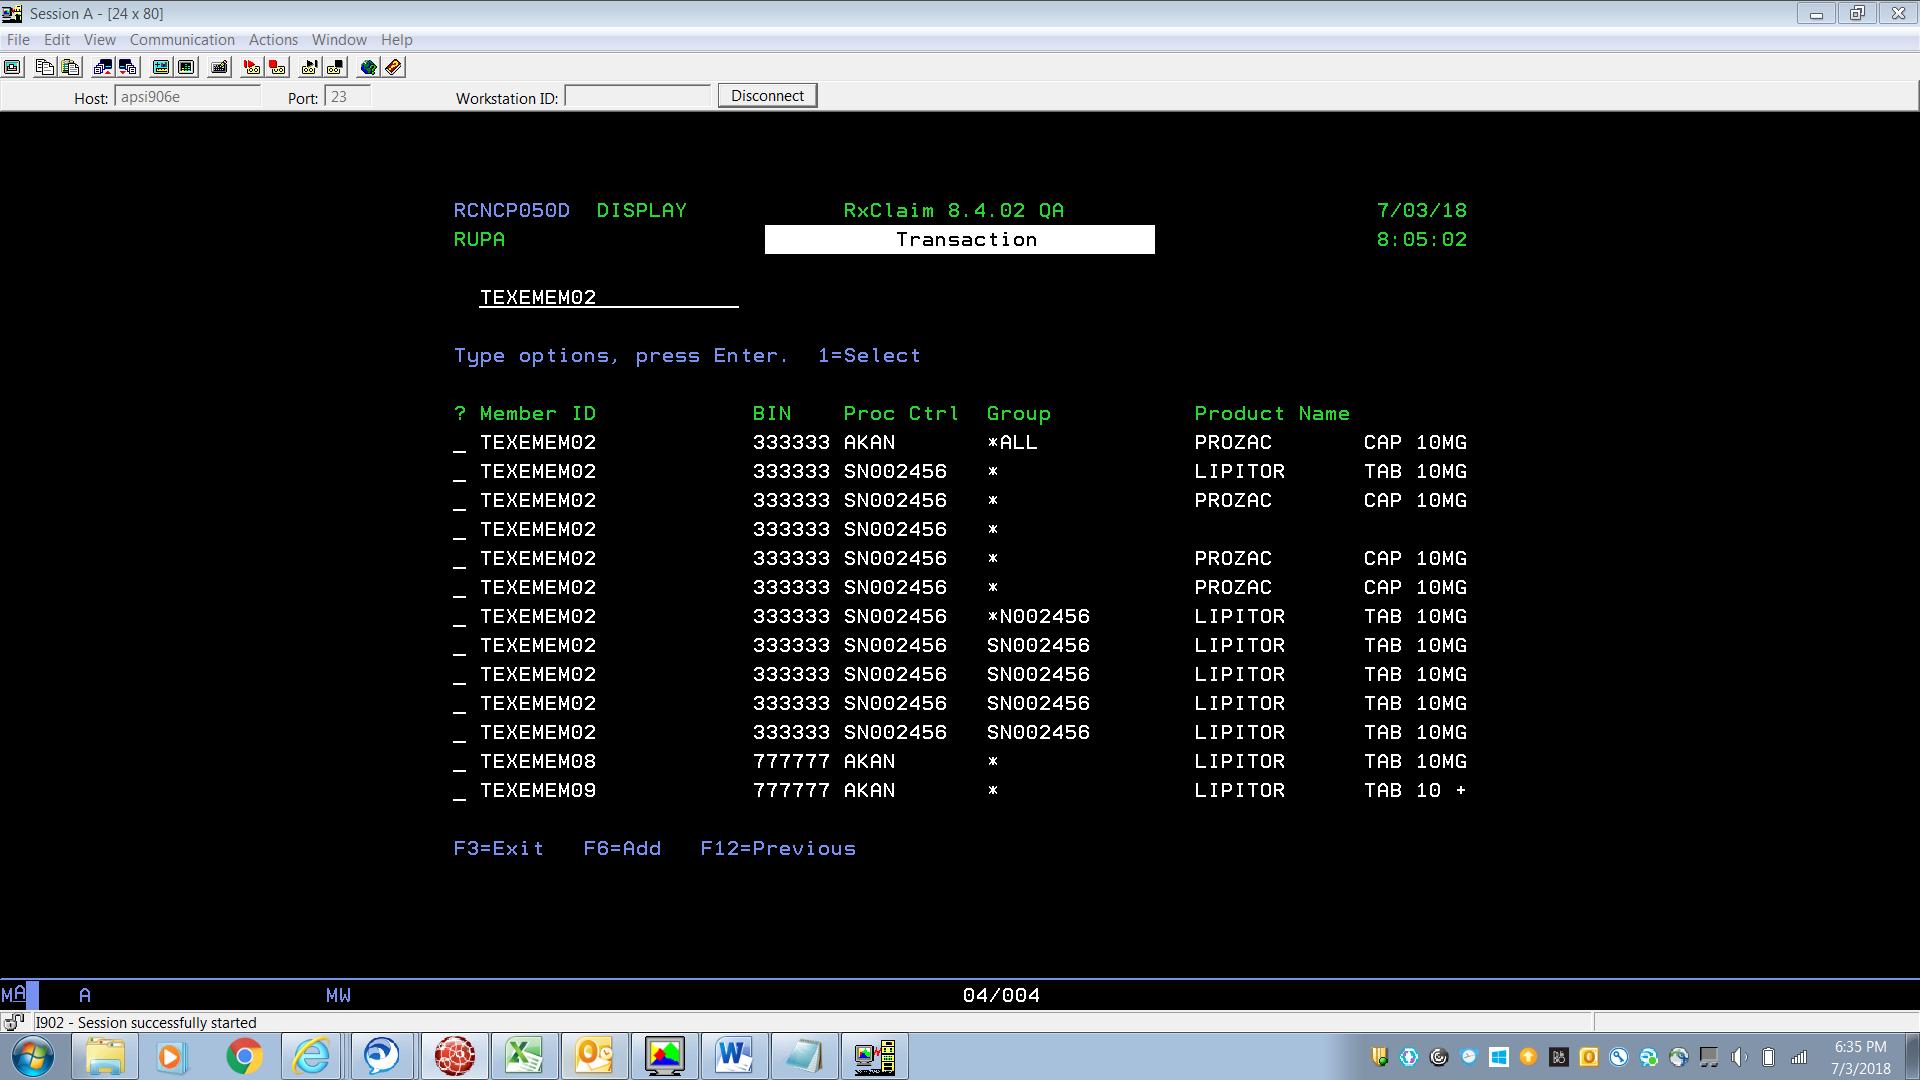 Session A - [24 x 80]
File Edit View Communication Actions Window Help
Host: apsi906e Port: 23 Workstation ID: Disconnect
RCNCP050D DISPLAY RxClaim 8.4.02 QA 7/03/18
RUPA Transaction 8:05:02
TEXEMEM02
Type options, press Enter. 1=Select
? Member ID BIN Proc Ctrl Group Product Name
_ TEXEMEM02 333333 AKAN *ALL PROZAC CAP 10MG
_ TEXEMEM02 333333 SN002456 * LIPITOR TAB 10MG
_ TEXEMEM02 333333 SN002456 * PROZAC CAP 10MG
_ TEXEMEM02 333333 SN002456 *
_ TEXEMEM02 333333 SN002456 * PROZAC CAP 10MG
_ TEXEMEM02 333333 SN002456 * PROZAC CAP 10MG
_ TEXEMEM02 333333 SN002456 *N002456 LIPITOR TAB 10MG
_ TEXEMEM02 333333 SN002456 SN002456 LIPITOR TAB 10MG
_ TEXEMEM02 333333 SN002456 SN002456 LIPITOR TAB 10MG
_ TEXEMEM02 333333 SN002456 SN002456 LIPITOR TAB 10MG
_ TEXEMEM02 333333 SN002456 SN002456 LIPITOR TAB 10MG
_ TEXEMEM08 777777 AKAN * LIPITOR TAB 10MG
_ TEXEMEM09 777777 AKAN * LIPITOR TAB 10 +
F3=Exit F6=Add F12=Previous
MA A MW 04/004
I902 - Session successfully started
6:35 PM
7/3/2018